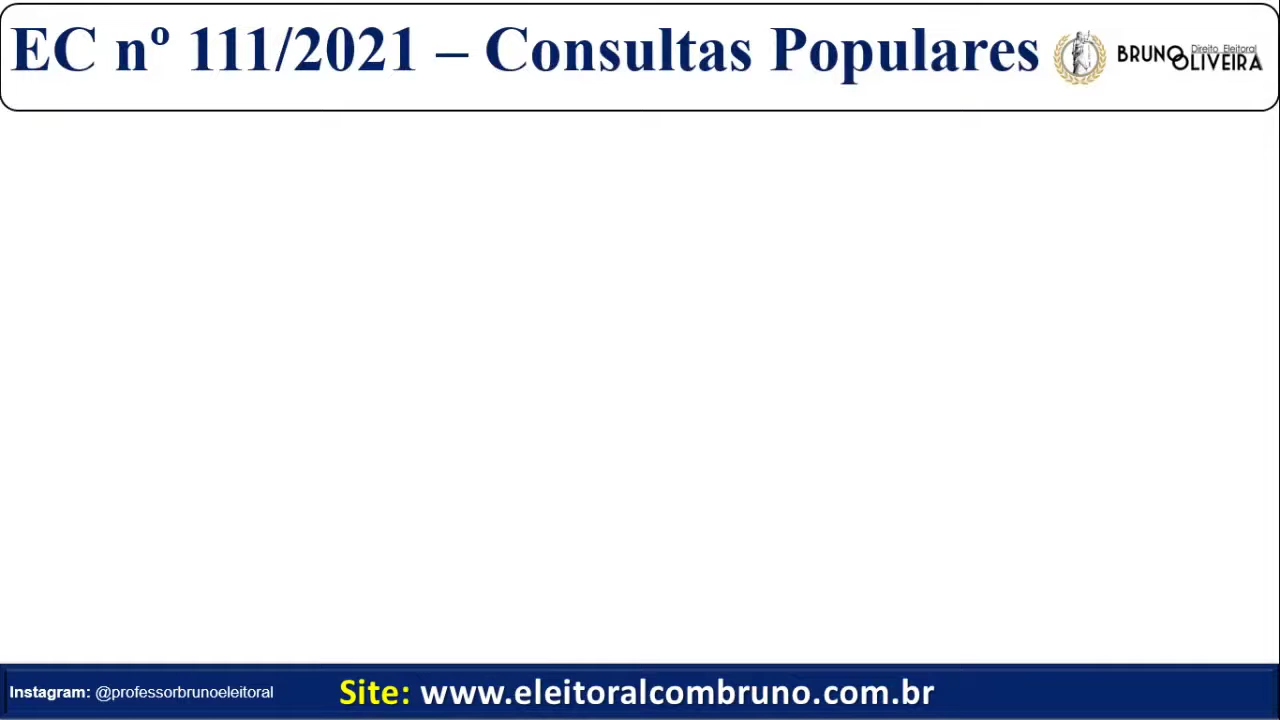 EC nº 111/2021 – Consultas Populares
BRUNO Direito Eleitoral
OLIVEIRA
Instagram: @professorbrunoeleitoral
Site: www.eleitoralcombruno.com.br